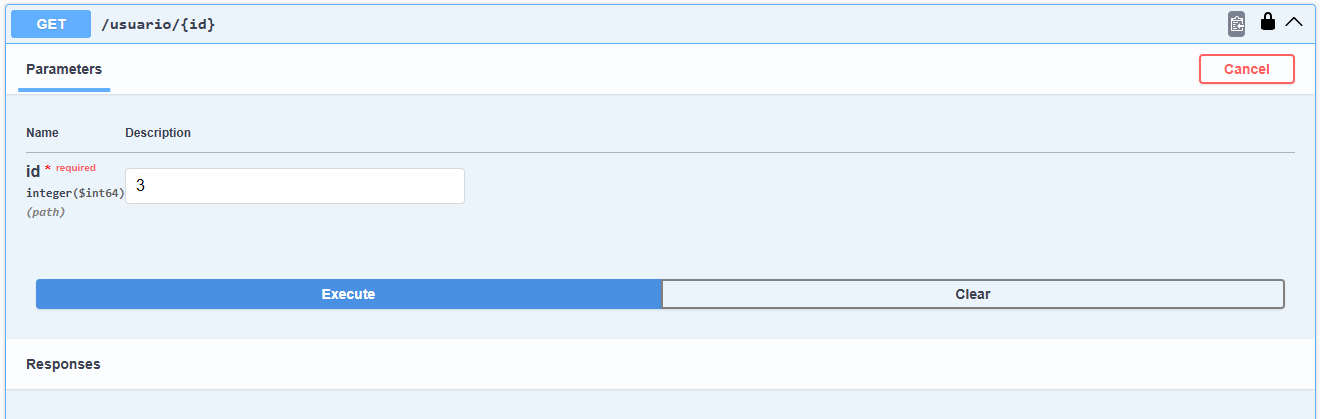 GET /usuario/{id}
Parameters
Cancel
Name Description
id * required
integer($int64)
(path)
3
Execute Clear
Responses